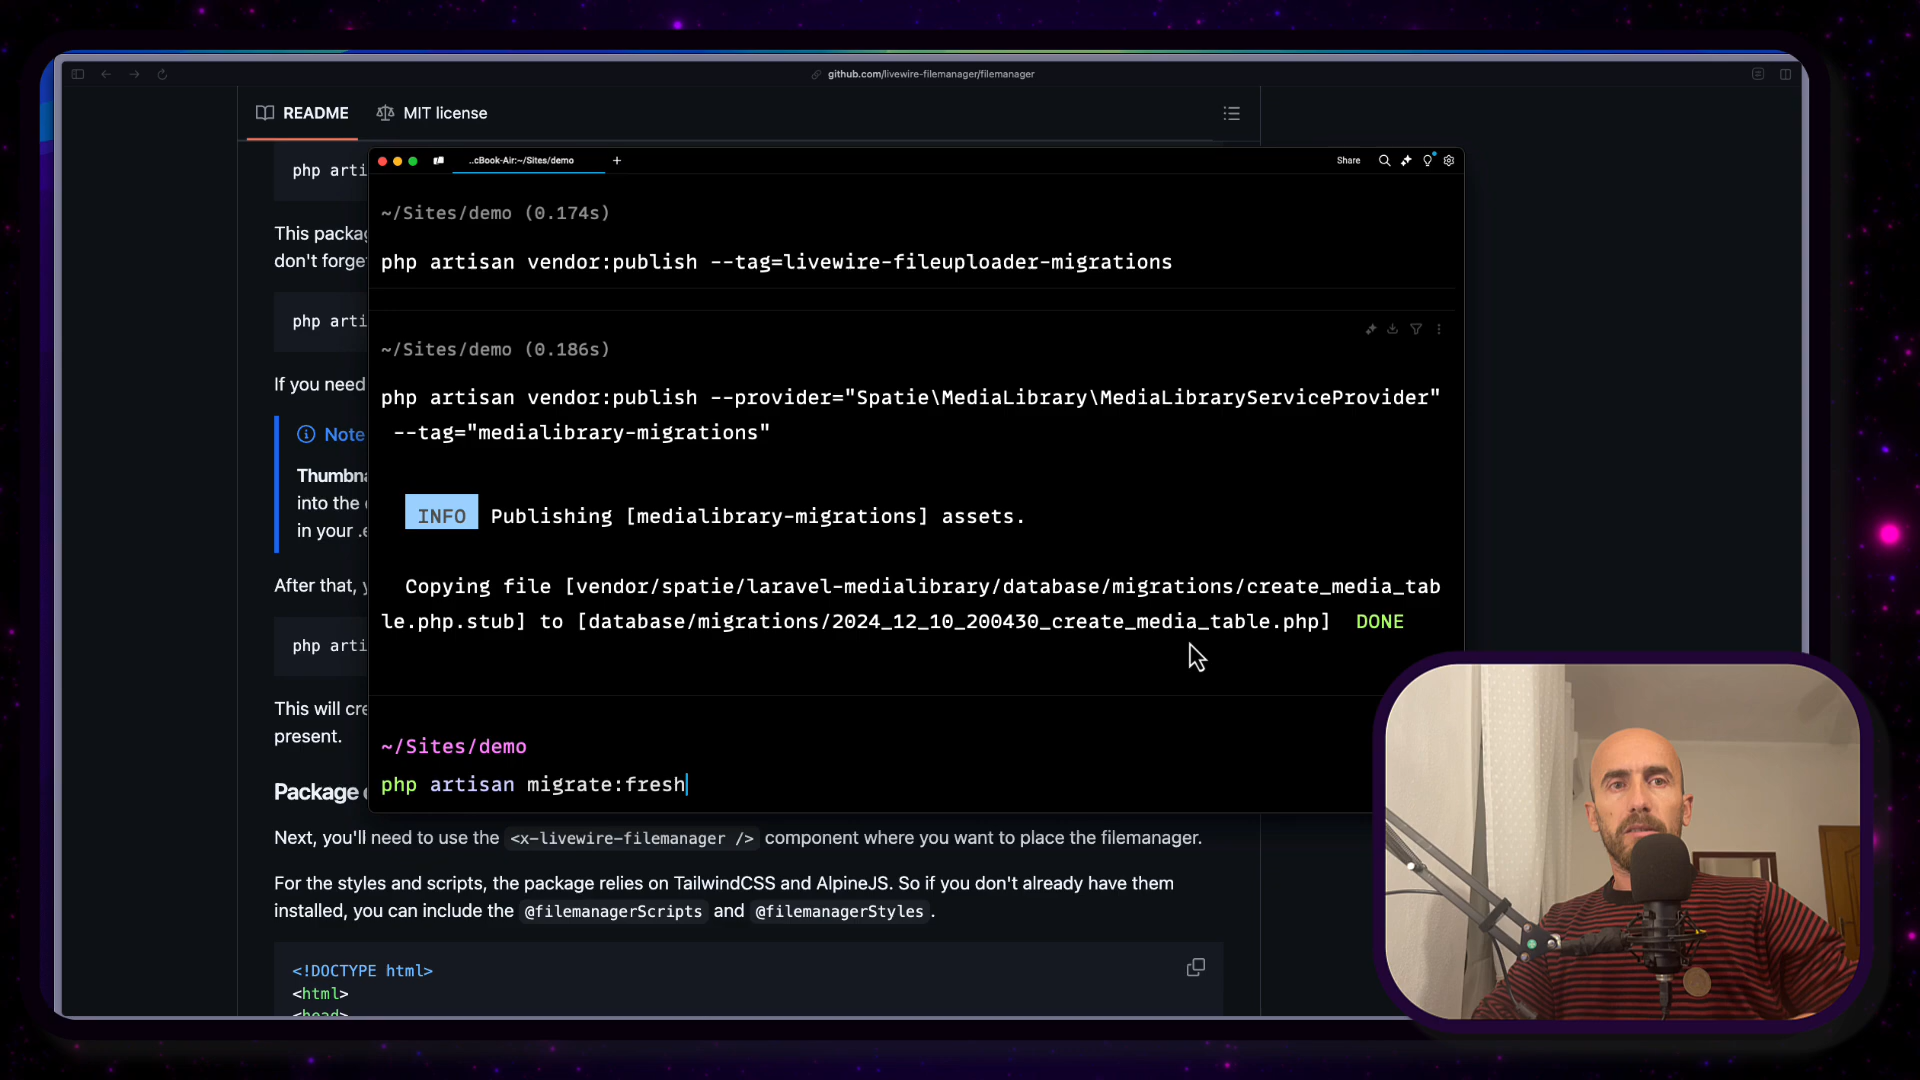 github.com/livewire-filemanager/filemanager
README
MIT license
php arti
This packag
don't forge
php arti
If you need
Note
Thumbna
into the
in your .e
After that, y
php arti
This will cre
present.
..cBook-Air:~/Sites/demo
Share
~/Sites/demo (0.174s)
php artisan vendor:publish --tag=livewire-fileuploader-migrations
~/Sites/demo (0.186s)
php artisan vendor:publish --provider="Spatie\MediaLibrary\MediaLibraryServiceProvider"
--tag="medialibrary-migrations"
INFO Publishing [medialibrary-migrations] assets.
Copying file [vendor/spatie/laravel-medialibrary/database/migrations/create_media_tab
le.php.stub] to [database/migrations/2024_12_10_200430_create_media_table.php] DONE
~/Sites/demo
php artisan migrate:fresh
Package
Next, you'll need to use the <x-livewire-filemanager /> component where you want to place the filemanager.
For the styles and scripts, the package relies on TailwindCSS and AlpineJS. So if you don't already have them
installed, you can include the @filemanagerScripts and @filemanagerStyles .
<!DOCTYPE html>
<html>
<head>